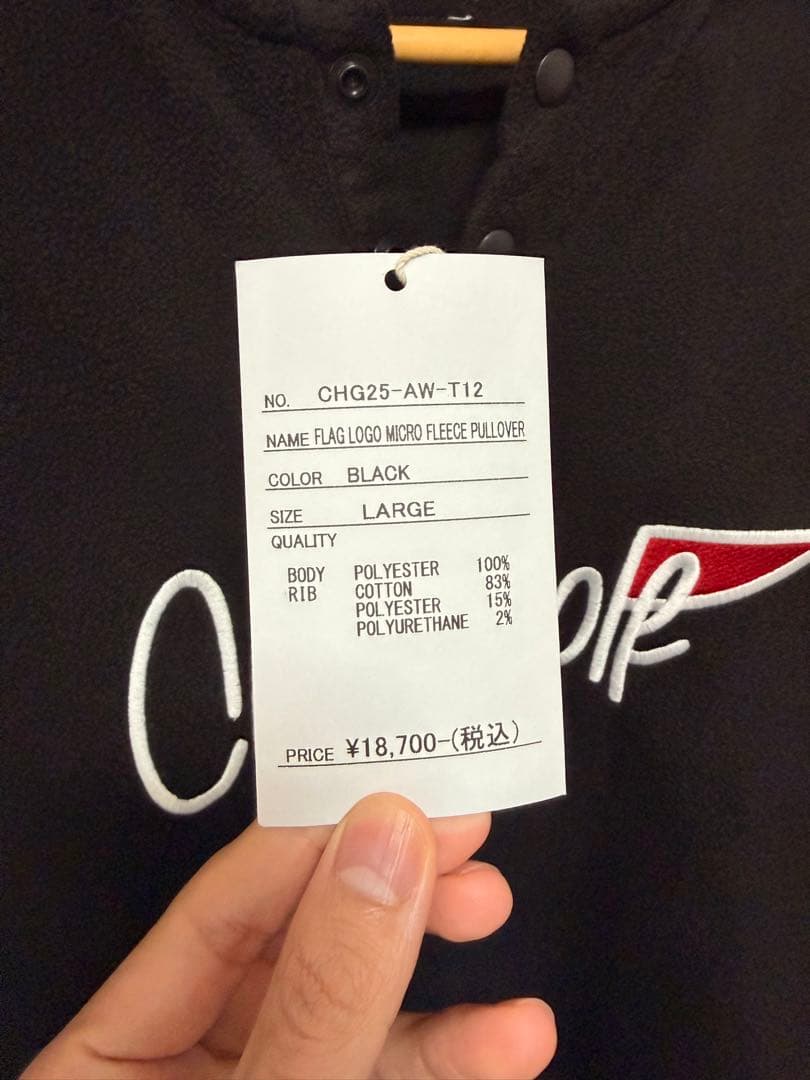 NO. CHG25-AW-T12
NAME FLAG LOGO MICRO FLEECE PULLOVER
COLOR BLACK
SIZE LARGE
QUALITY
BODY POLYESTER 100%
RIB COTTON 83%
POLYESTER 15%
POLYURETHANE 2%
PRICE ¥18,700-(税込)